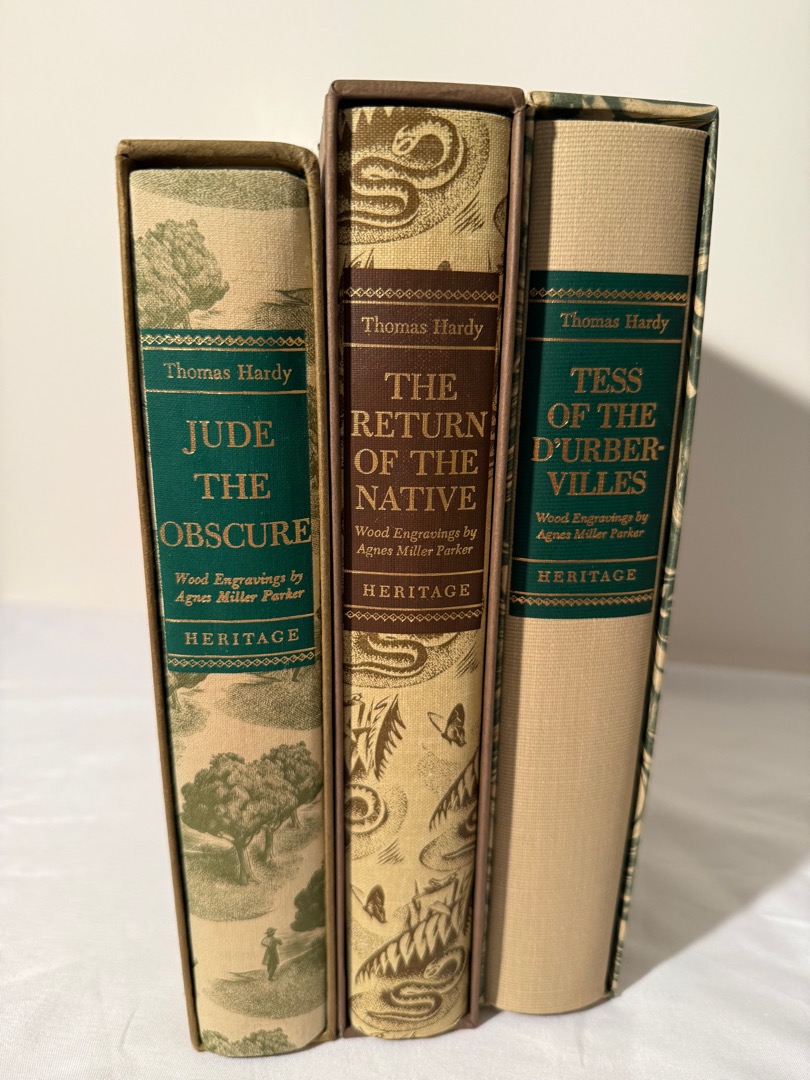 Thomas Hardy
JUDE
THE
OBSCURE
Wood Engravings by
Agnes Miller Parker
HERITAGE
Thomas Hardy
THE
RETURN
OF THE
NATIVE
Wood Engravings by
Agnes Miller Parker
HERITAGE
Thomas Hardy
TESS
OF THE
D'URBER-
VILLES
Wood Engravings by
Agnes Miller Parker
HERITAGE